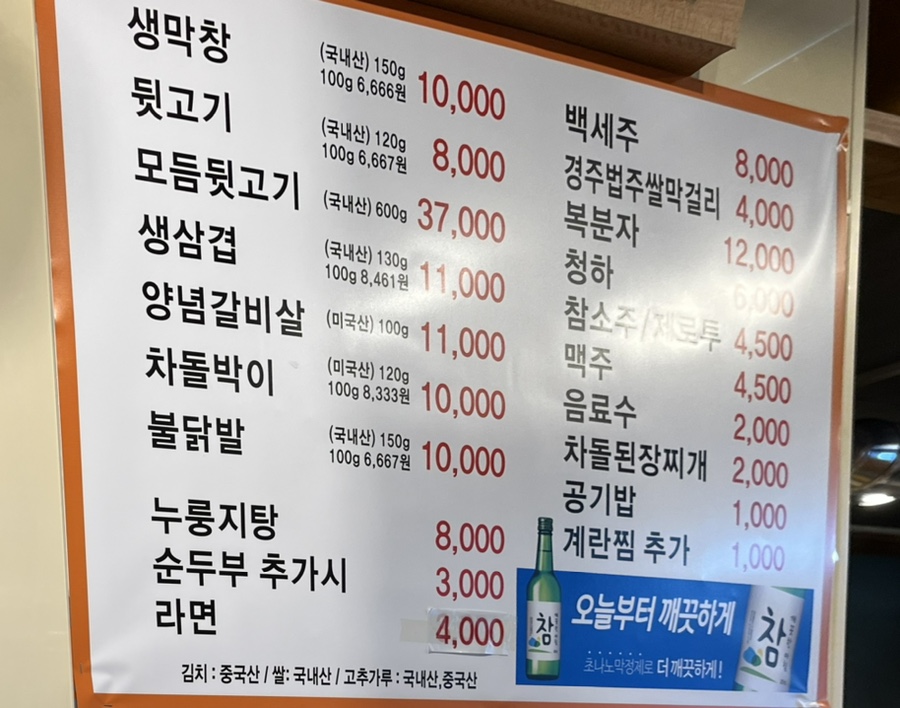 생막창 (국내산) 150g 100g 6,666원 10,000
뒷고기 (국내산) 120g 100g 6,667원 8,000
모듬뒷고기 (국내산) 600g 37,000
생삼겹 (국내산) 130g 100g 8,461원 11,000
양념갈비살 (미국산) 100g 11,000
차돌박이 (미국산) 120g 100g 8,333원 10,000
불닭발 (국내산) 150g 100g 6,667원 10,000
누룽지탕 8,000
순두부 추가시 3,000
라면 4,000
백세주 8,000
경주법주쌀막걸리 4,000
복분자 12,000
청하 6,000
참소주/제로투 4,500
맥주 4,500
음료수 2,000
차돌된장찌개 2,000
공기밥 1,000
계란찜 추가 1,000
참
오늘부터 깨끗하게
초나노막정제로 더 깨끗하게!
참
김치 : 중국산 / 쌀: 국내산 / 고추가루 : 국내산,중국산